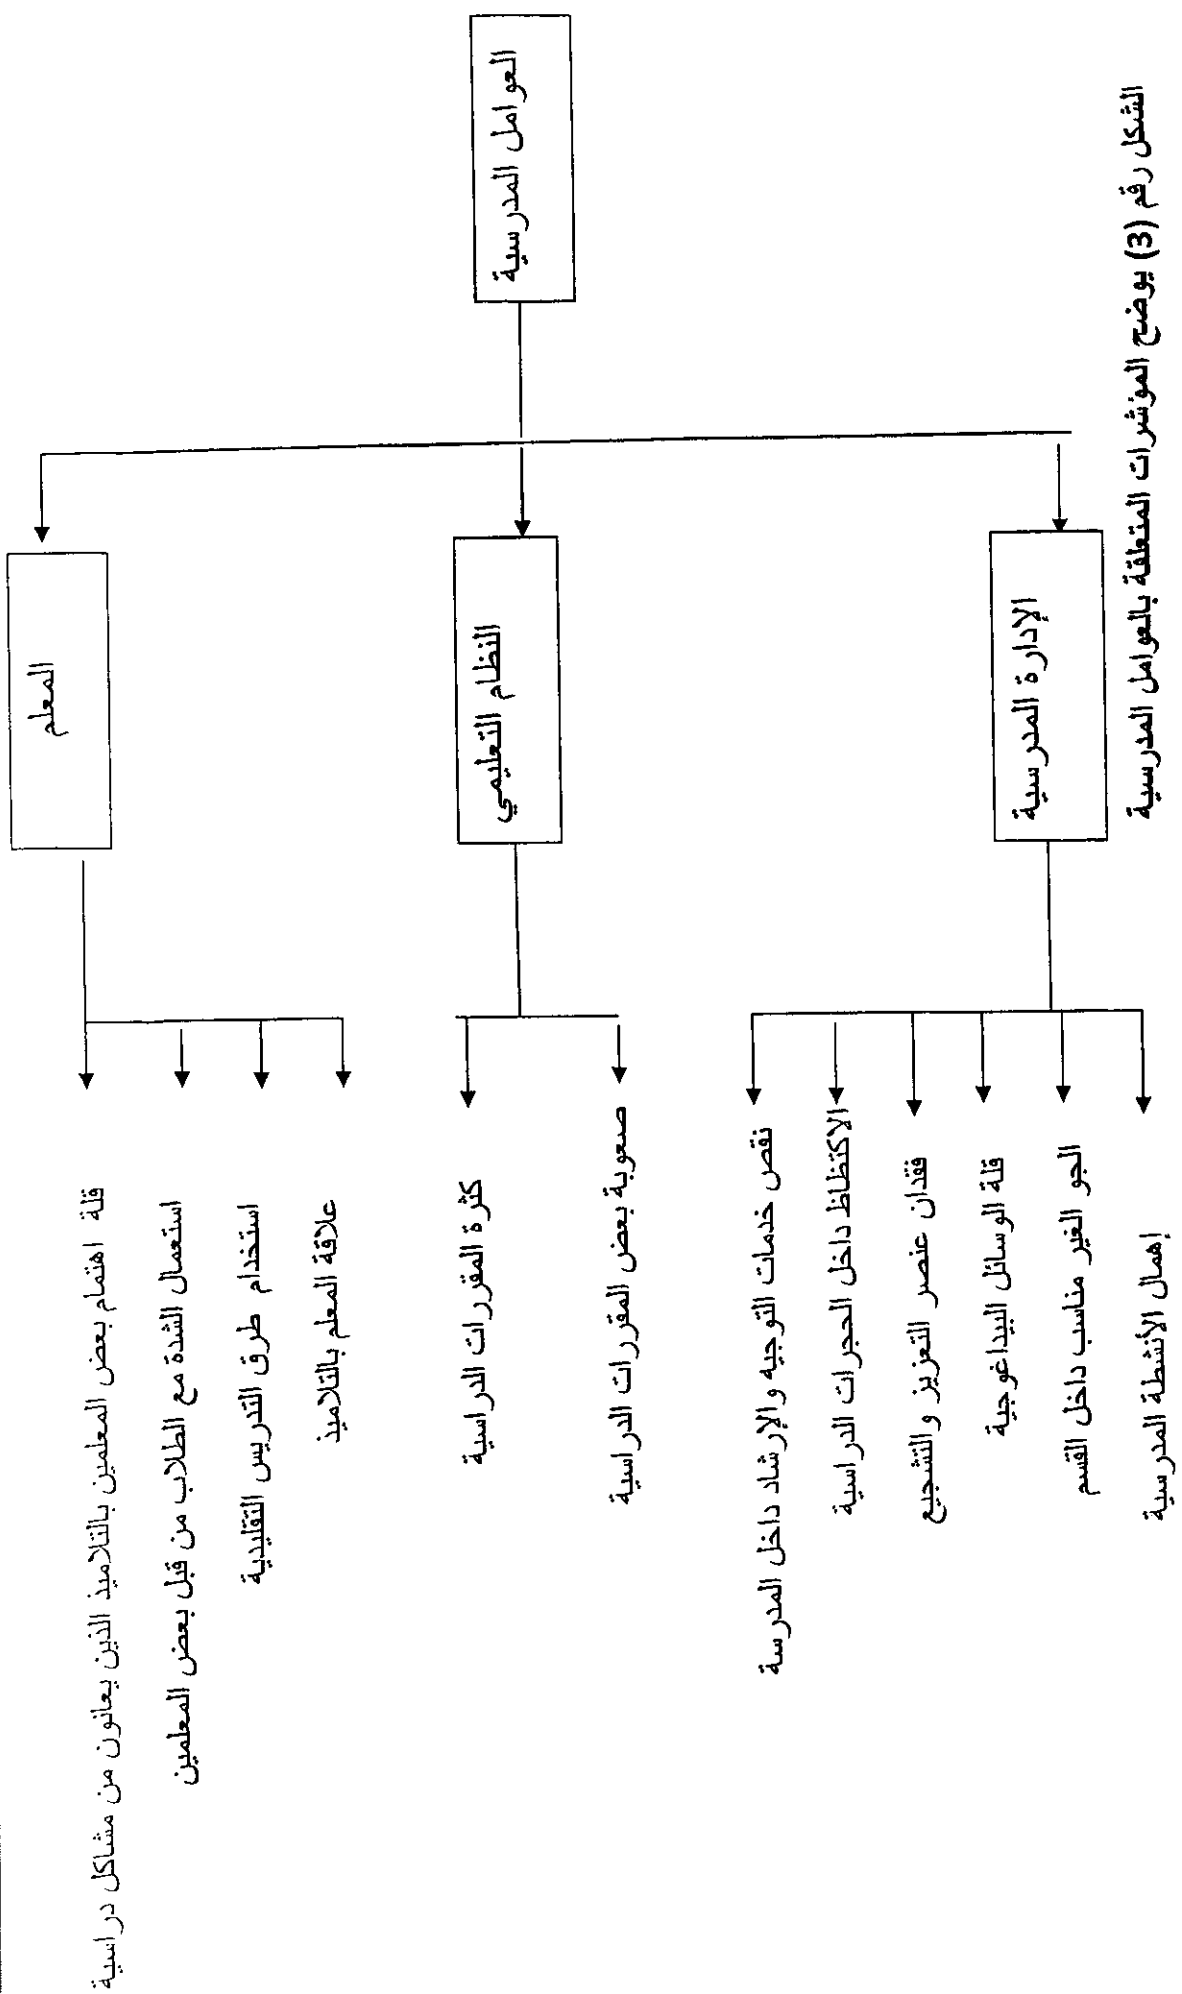 العوامل المدرسية
المعلم
قلة اهتمام بعض المعلمين بالتلاميذ الذين يعانون من مشاكل دراسية
استعمال الشدة مع الطلاب من قبل بعض المعلمين
استخدام طرق التدريس التقليدية
علاقة المعلم بالتلاميذ
النظام التعليمي
كثرة المقررات الدراسية
صعوبة بعض المقررات الدراسية
الإدارة المدرسية
نقص خدمات التوجيه والإرشاد داخل المدرسة
الاكتظاظ داخل الحجرات الدراسية
فقدان عنصر التعزيز والتشجيع
قلة الوسائل البيداغوجية
الجو الغير مناسب داخل القسم
إهمال الأنشطة المدرسية
الشكل رقم (3) يوضح المؤشرات المتعلقة بالعوامل المدرسية